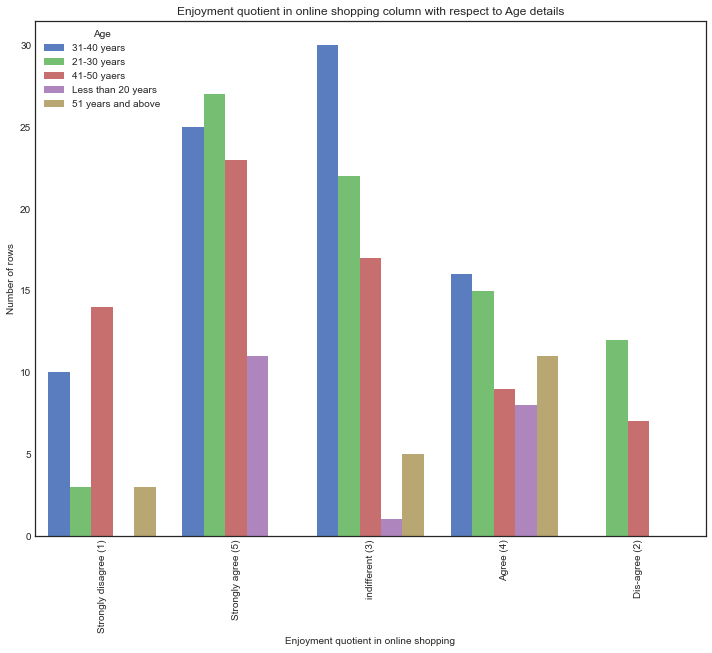 Enjoyment quotient in online shopping column with respect to Age details
Age
31-40 years
21-30 years
41-50 yaers
Less than 20 years
51 years and above
Number of rows
30
25
20
15
10
5
0
Strongly disagree (1)
Strongly agree (5)
indifferent (3)
Agree (4)
Dis-agree (2)
Enjoyment quotient in online shopping